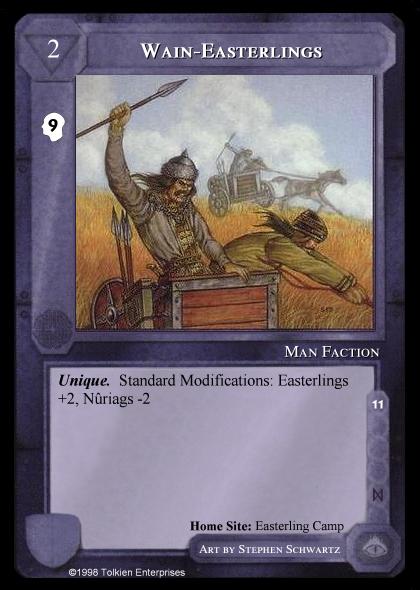 2
WAIN-EASTERLINGS
9
MAN FACTION
Unique. Standard Modifications: Easterlings
+2, Nûriags -2
11
Home Site: Easterling Camp
ART BY STEPHEN SCHWARTZ
©1998 Tolkien Enterprises